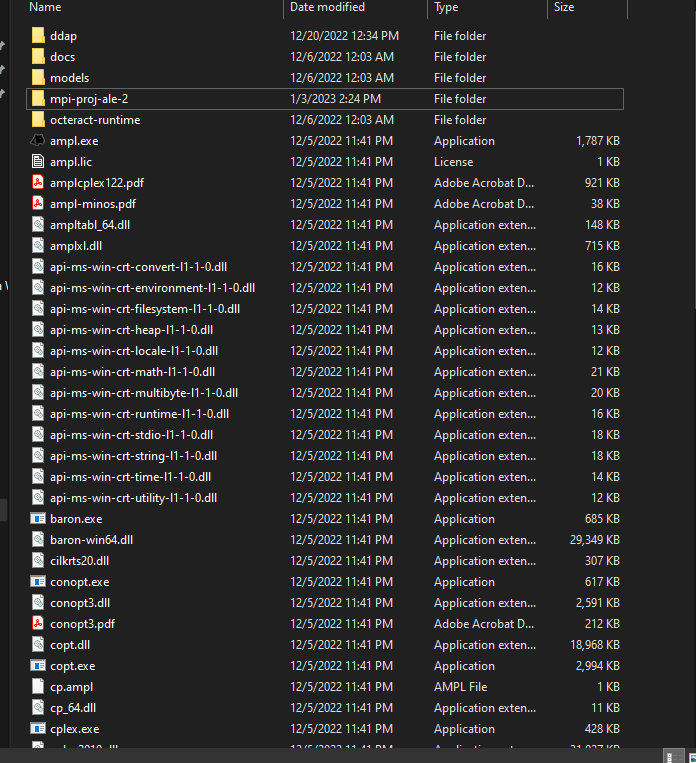 Name Date modified Type Size
ddap 12/20/2022 12:34 PM File folder
docs 12/6/2022 12:03 AM File folder
models 12/6/2022 12:03 AM File folder
mpi-proj-ale-2 1/3/2023 2:24 PM File folder
octeract-runtime 12/6/2022 12:03 AM File folder
ampl.exe 12/5/2022 11:41 PM Application 1,787 KB
ampl.lic 12/5/2022 11:41 PM License 1 KB
amplcplex122.pdf 12/5/2022 11:41 PM Adobe Acrobat D... 921 KB
ampl-minos.pdf 12/5/2022 11:41 PM Adobe Acrobat D... 38 KB
ampltabl_64.dll 12/5/2022 11:41 PM Application exten... 148 KB
amplxl.dll 12/5/2022 11:41 PM Application exten... 715 KB
api-ms-win-crt-convert-l1-1-0.dll 12/5/2022 11:41 PM Application exten... 16 KB
api-ms-win-crt-environment-l1-1-0.dll 12/5/2022 11:41 PM Application exten... 12 KB
api-ms-win-crt-filesystem-l1-1-0.dll 12/5/2022 11:41 PM Application exten... 14 KB
api-ms-win-crt-heap-l1-1-0.dll 12/5/2022 11:41 PM Application exten... 13 KB
api-ms-win-crt-locale-l1-1-0.dll 12/5/2022 11:41 PM Application exten... 12 KB
api-ms-win-crt-math-l1-1-0.dll 12/5/2022 11:41 PM Application exten... 21 KB
api-ms-win-crt-multibyte-l1-1-0.dll 12/5/2022 11:41 PM Application exten... 20 KB
api-ms-win-crt-runtime-l1-1-0.dll 12/5/2022 11:41 PM Application exten... 16 KB
api-ms-win-crt-stdio-l1-1-0.dll 12/5/2022 11:41 PM Application exten... 18 KB
api-ms-win-crt-string-l1-1-0.dll 12/5/2022 11:41 PM Application exten... 18 KB
api-ms-win-crt-time-l1-1-0.dll 12/5/2022 11:41 PM Application exten... 14 KB
api-ms-win-crt-utility-l1-1-0.dll 12/5/2022 11:41 PM Application exten... 12 KB
baron.exe 12/5/2022 11:41 PM Application 685 KB
baron-win64.dll 12/5/2022 11:41 PM Application exten... 29,349 KB
cilkrts20.dll 12/5/2022 11:41 PM Application exten... 307 KB
conopt.exe 12/5/2022 11:41 PM Application 617 KB
conopt3.dll 12/5/2022 11:41 PM Application exten... 2,591 KB
conopt3.pdf 12/5/2022 11:41 PM Adobe Acrobat D... 212 KB
copt.dll 12/5/2022 11:41 PM Application exten... 18,968 KB
copt.exe 12/5/2022 11:41 PM Application 2,994 KB
cp.ampl 12/5/2022 11:41 PM AMPL File 1 KB
cp_64.dll 12/5/2022 11:41 PM Application exten... 11 KB
cplex.exe 12/5/2022 11:41 PM Application 428 KB